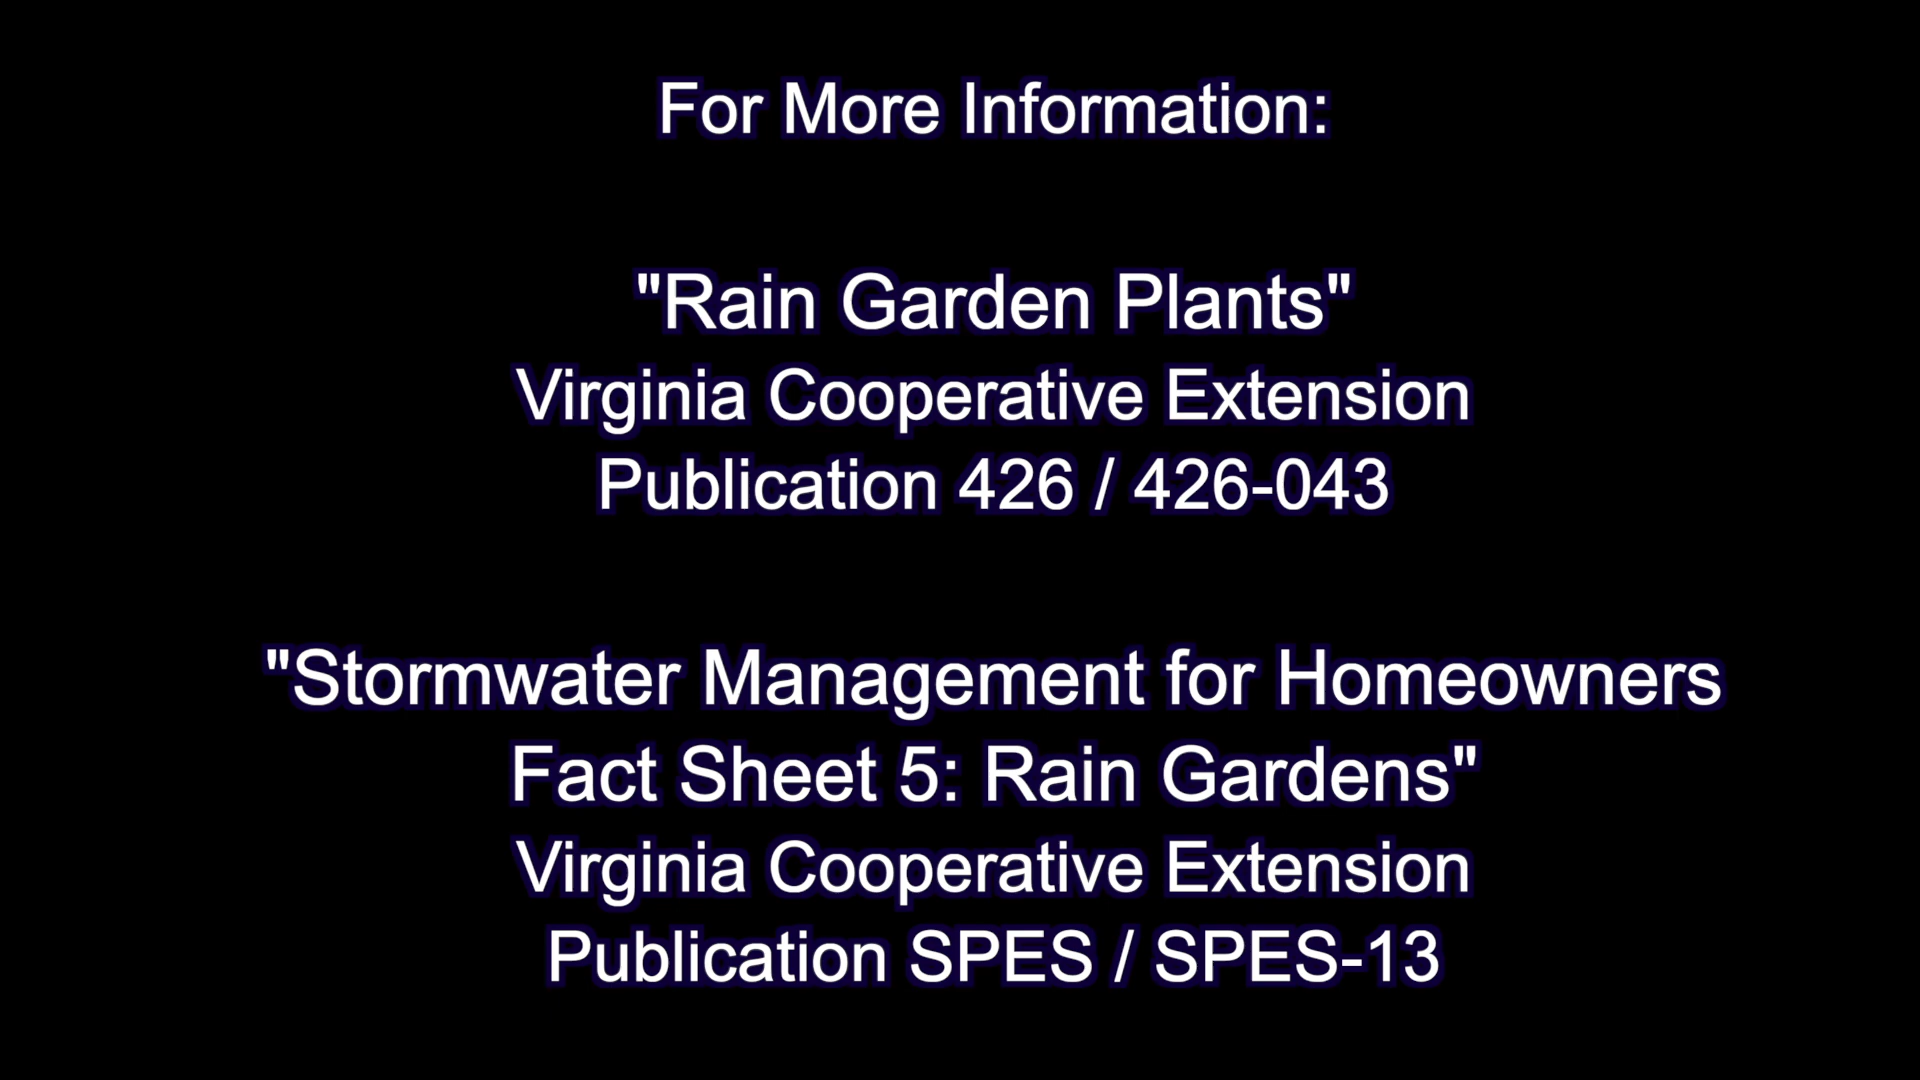 For More Information:
"Rain Garden Plants"
Virginia Cooperative Extension
Publication 426 / 426-043
"Stormwater Management for Homeowners
Fact Sheet 5: Rain Gardens"
Virginia Cooperative Extension
Publication SPES / SPES-13